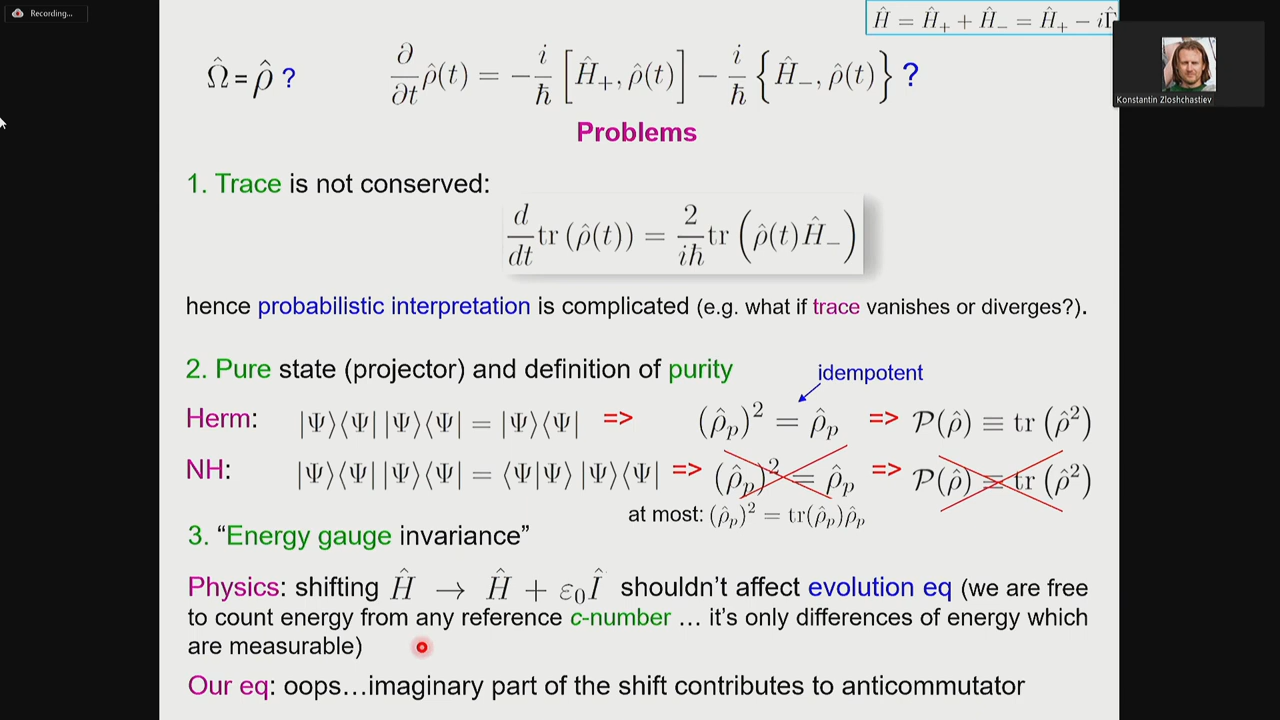 Recording...
Ĥ = Ĥ₊ + Ĥ₋ = Ĥ₊ − iΓ̂
Konstantin Zloshchastiev
Ω̂ = ρ̂ ? ∂/∂t ρ̂(t) = −i/ħ [Ĥ₊, ρ̂(t)] − i/ħ {Ĥ₋, ρ̂(t)} ?
Problems
1. Trace is not conserved:
d/dt tr (ρ̂(t)) = 2/iħ tr (ρ̂(t)Ĥ₋)
hence probabilistic interpretation is complicated (e.g. what if trace vanishes or diverges?).
2. Pure state (projector) and definition of purity
idempotent
Herm: |Ψ⟩⟨Ψ| |Ψ⟩⟨Ψ| = |Ψ⟩⟨Ψ| => (ρ̂ₚ)² = ρ̂ₚ => 𝒫(ρ̂) ≡ tr (ρ̂²)
NH: |Ψ⟩⟨Ψ| |Ψ⟩⟨Ψ| = ⟨Ψ|Ψ⟩ |Ψ⟩⟨Ψ| => (ρ̂ₚ)² = ρ̂ₚ => 𝒫(ρ̂) ≡ tr (ρ̂²)
at most: (ρ̂ₚ)² = tr(ρ̂ₚ)ρ̂ₚ
3. “Energy gauge invariance”
Physics: shifting Ĥ → Ĥ + ε₀Î shouldn’t affect evolution eq (we are free
to count energy from any reference c-number … it’s only differences of energy which
are measurable)
Our eq: oops…imaginary part of the shift contributes to anticommutator